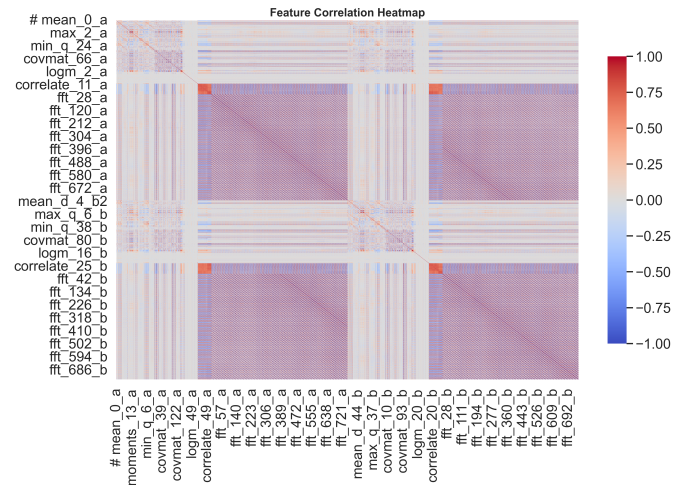 Feature Correlation Heatmap
# mean_0_a
max_2_a
min_q_24_a
covmat_66_a
logm_2_a
correlate_11_a
fft_28_a
fft_120_a
fft_212_a
fft_304_a
fft_396_a
fft_488_a
fft_580_a
fft_672_a
mean_d_4_b2
max_q_6_b
min_q_38_b
covmat_80_b
logm_16_b
correlate_25_b
fft_42_b
fft_134_b
fft_226_b
fft_318_b
fft_410_b
fft_502_b
fft_594_b
fft_686_b
# mean_0_a
moments_13_a
min_q_6_a
covmat_39_a
covmat_122_a
logm_49_a
correlate_49_a
fft_57_a
fft_140_a
fft_223_a
fft_306_a
fft_389_a
fft_472_a
fft_555_a
fft_638_a
fft_721_a
mean_d_44_b
max_q_37_b
covmat_10_b
covmat_93_b
logm_20_b
correlate_20_b
fft_28_b
fft_111_b
fft_194_b
fft_277_b
fft_360_b
fft_443_b
fft_526_b
fft_609_b
fft_692_b
1.00
0.75
0.50
0.25
0.00
−0.25
−0.50
−0.75
−1.00